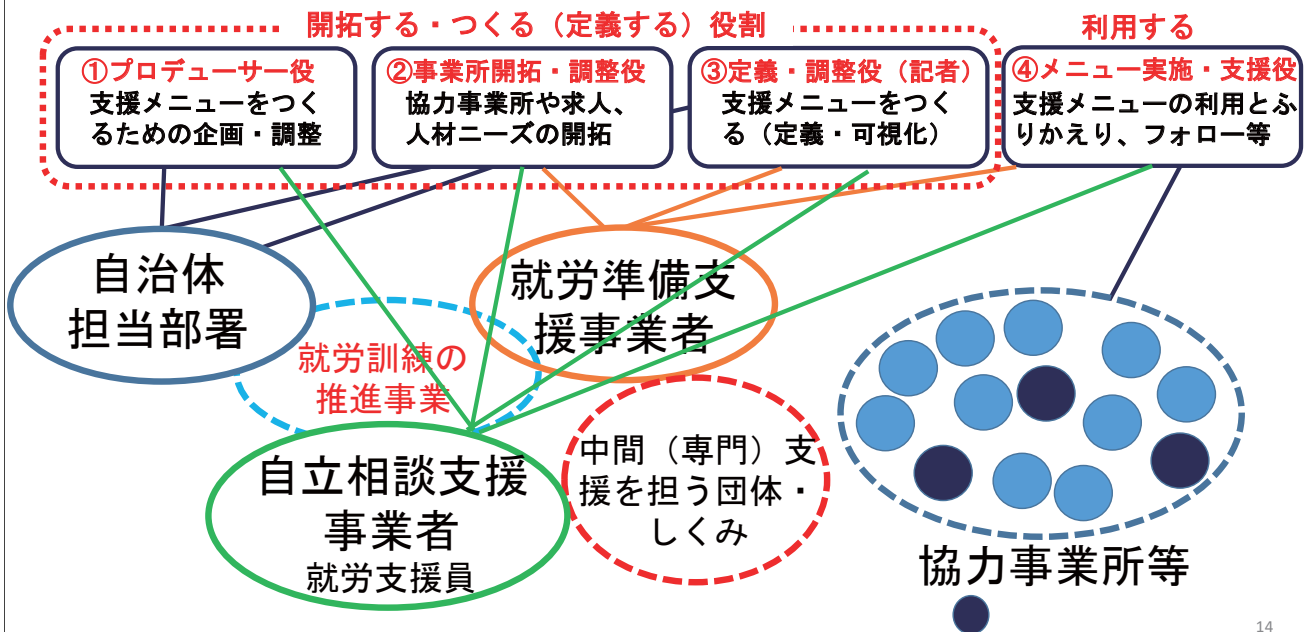 開拓する・つくる（定義する）役割
利用する
①プロデューサー役
支援メニューをつく
るための企画・調整
②事業所開拓・調整役
協力事業所や求人、
人材ニーズの開拓
③定義・調整役（記者）
支援メニューをつく
る（定義・可視化）
④メニュー実施・支援役
支援メニューの利用とふ
りかえり、フォロー等
自治体
担当部署
就労準備支
援事業者
就労訓練の
推進事業
自立相談支援
事業者
就労支援員
中間（専門）支
援を担う団体・
しくみ
協力事業所等
14